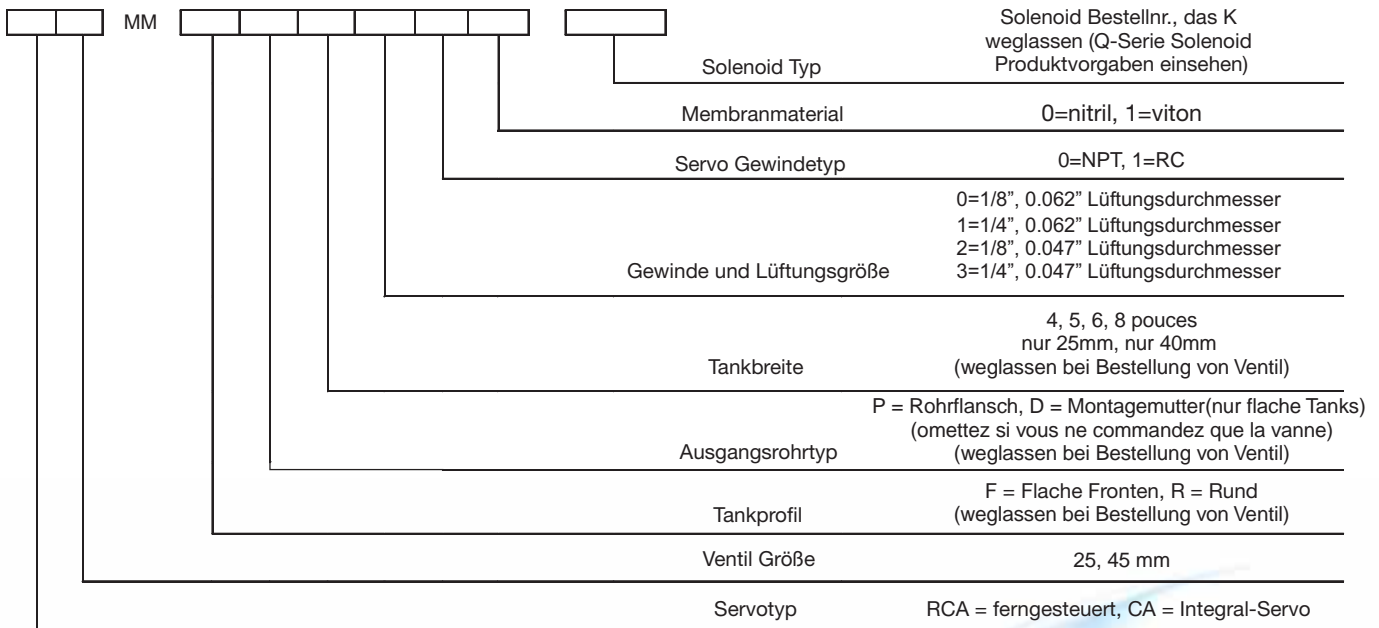 MM
Solenoid Bestellnr., das K
weglassen (Q-Serie Solenoid
Produktvorgaben einsehen)
Solenoid Typ
Membranmaterial
0=nitril, 1=viton
Servo Gewindetyp
0=NPT, 1=RC
0=1/8”, 0.062” Lüftungsdurchmesser
1=1/4”, 0.062” Lüftungsdurchmesser
2=1/8”, 0.047” Lüftungsdurchmesser
Gewinde und Lüftungsgröße
3=1/4”, 0.047” Lüftungsdurchmesser
4, 5, 6, 8 pouces
nur 25mm, nur 40mm
Tankbreite
(weglassen bei Bestellung von Ventil)
P = Rohrflansch, D = Montagemutter(nur flache Tanks)
(omettez si vous ne commandez que la vanne)
Ausgangsrohrtyp
(weglassen bei Bestellung von Ventil)
F = Flache Fronten, R = Rund
Tankprofil
(weglassen bei Bestellung von Ventil)
Ventil Größe
25, 45 mm
Servotyp
RCA = ferngesteuert, CA = Integral-Servo